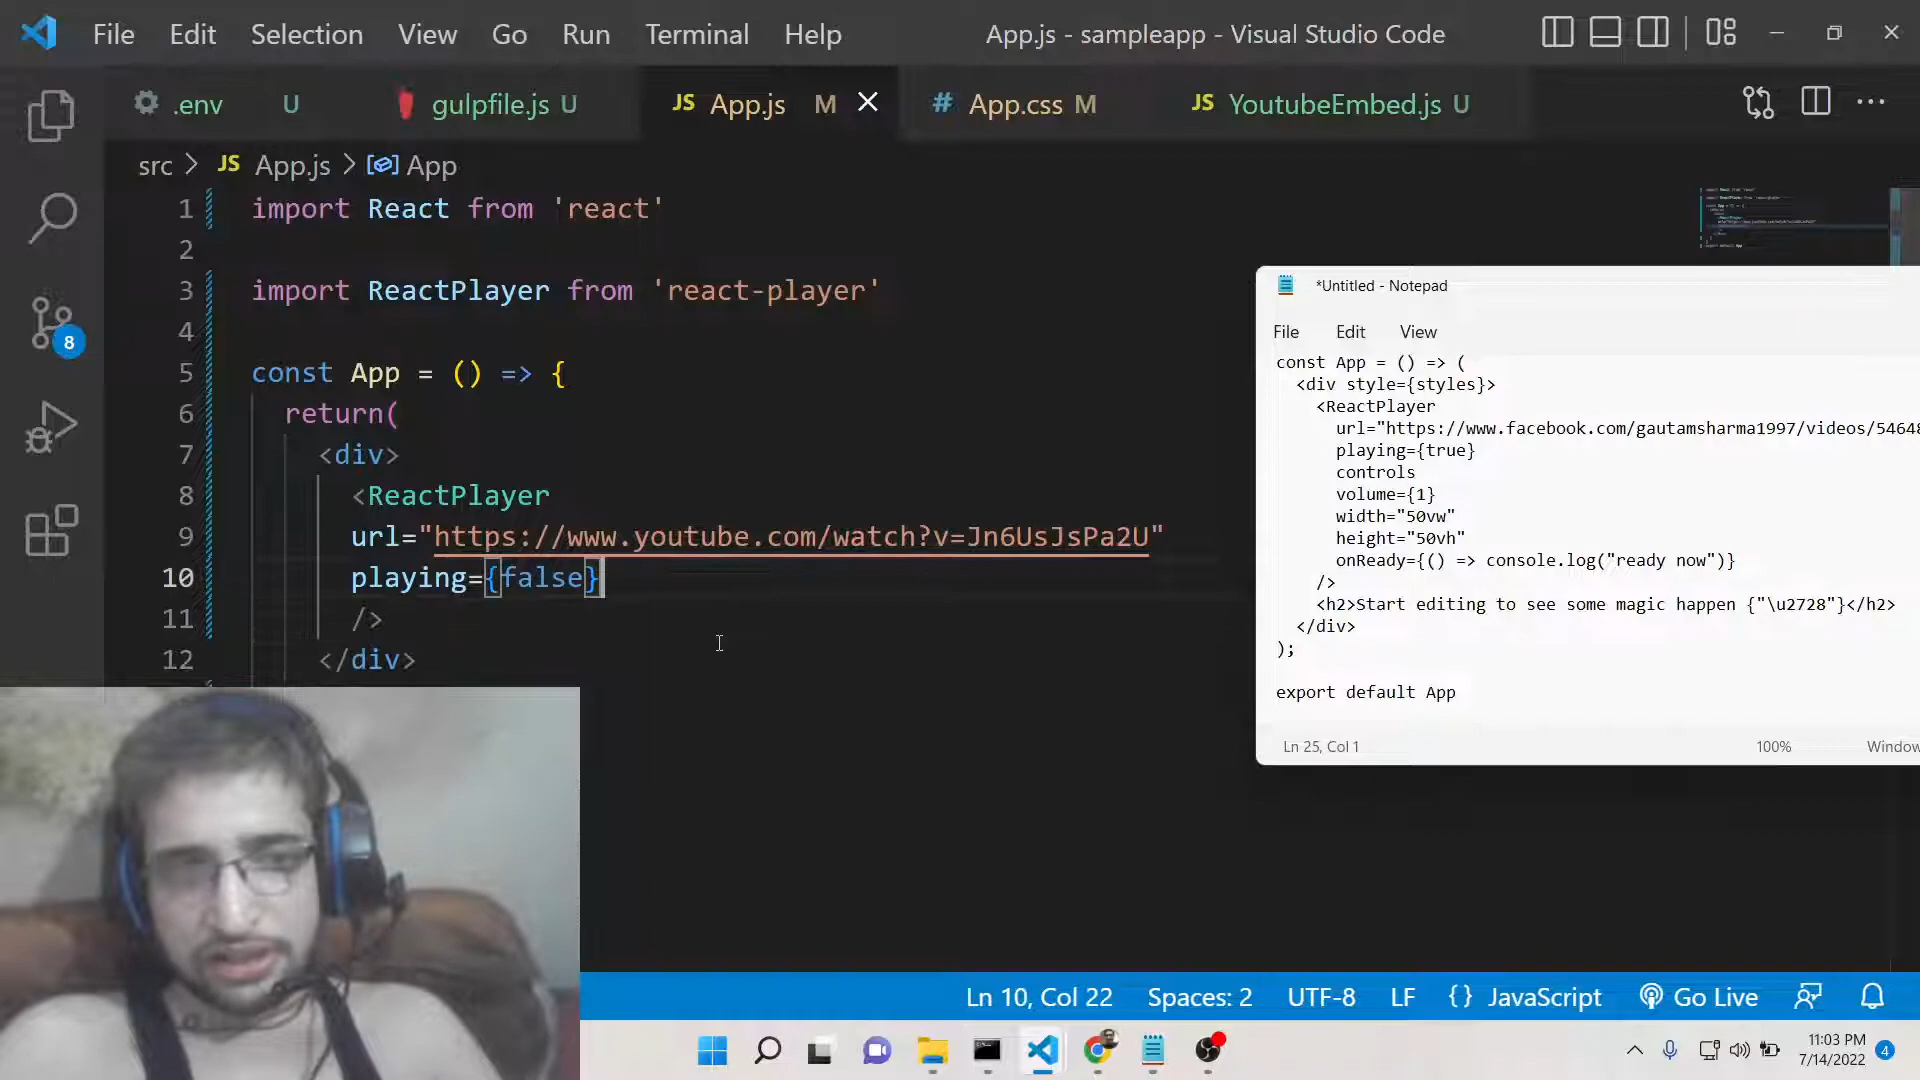 File Edit Selection View Go Run Terminal Help App.js - sampleapp - Visual Studio Code
.env U gulpfile.js U JS App.js M # App.css M JS YoutubeEmbed.js U
src > JS App.js > App
1 import React from 'react'
2
3 import ReactPlayer from 'react-player'
4
5 const App = () => {
6 return(
7 <div>
8 <ReactPlayer
9 url="https://www.youtube.com/watch?v=Jn6UsJsPa2U"
10 playing={false}
11 />
12 </div>
8
*Untitled - Notepad
File Edit View
const App = () => (
<div style={styles}>
<ReactPlayer
url="https://www.facebook.com/gautamsharma1997/videos/54648
playing={true}
controls
volume={1}
width="50vw"
height="50vh"
onReady={() => console.log("ready now")}
/>
<h2>Start editing to see some magic happen {"\u2728"}</h2>
</div>
);
export default App
Ln 25, Col 1 100% Window
Ln 10, Col 22 Spaces: 2 UTF-8 LF {} JavaScript Go Live
11:03 PM
7/14/2022 4